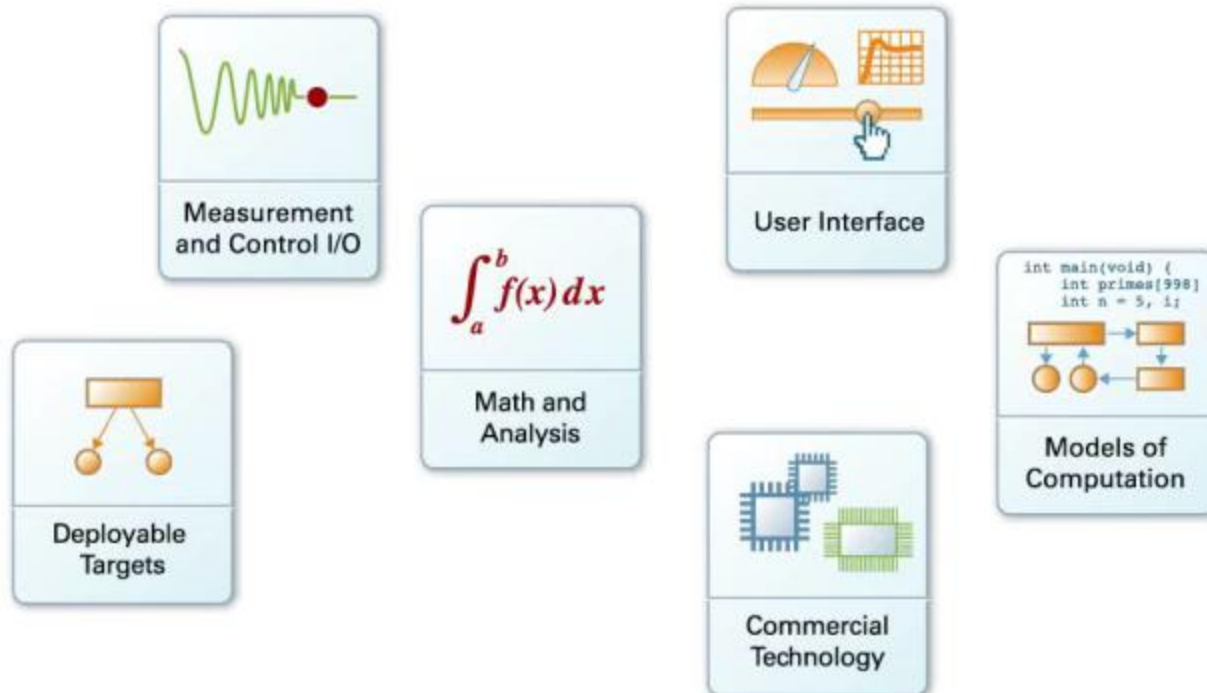 Measurement
and Control I/O
User Interface
∫ₐᵇ f(x) dx
Math and
Analysis
int main(void) {
int primes[998]
int n = 5, i;
Models of
Computation
Deployable
Targets
Commercial
Technology